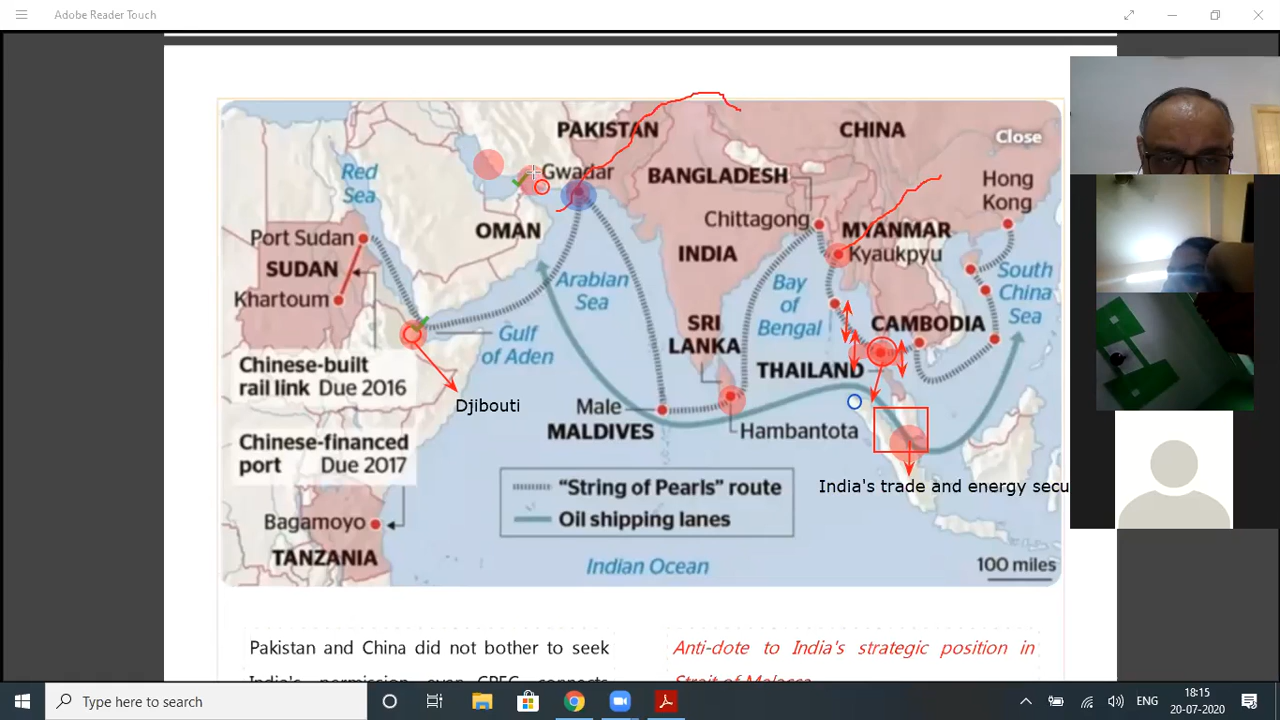 Adobe Reader Touch
PAKISTAN
CHINA
Close
Red
Sea
Gwadar
BANGLADESH
Hong
Kong
Chittagong
MYANMAR
Port Sudan
OMAN
INDIA
Kyaukpyu
SUDAN
Arabian
Sea
Bay
of
Bengal
South
China
Sea
Khartoum
SRI
LANKA
CAMBODIA
Gulf
of Aden
Chinese-built
rail link Due 2016
THAILAND
Djibouti
Male
MALDIVES
Hambantota
Chinese-financed
port Due 2017
"String of Pearls" route
India's trade and energy secu
Oil shipping lanes
Bagamoyo
TANZANIA
Indian Ocean
100 miles
Pakistan and China did not bother to seek
Anti-dote to India's strategic position in
Type here to search
ENG
18:15
20-07-2020